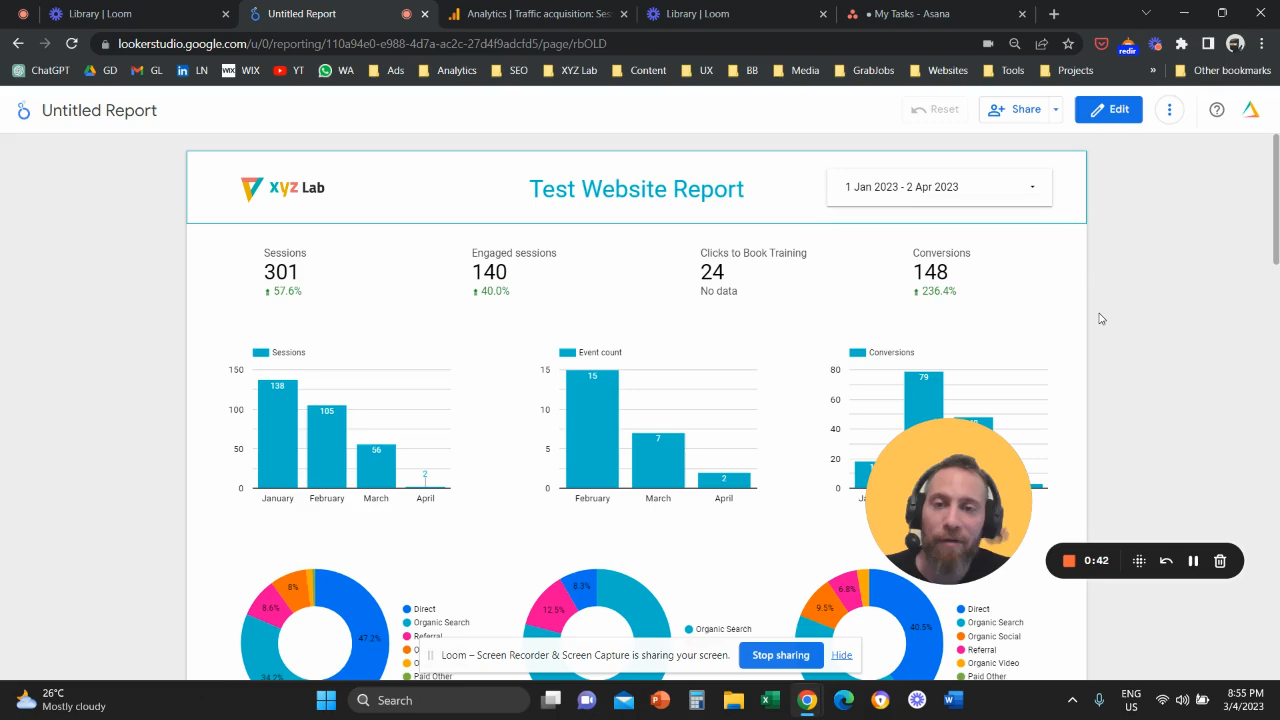 Library | Loom
Untitled Report
Analytics | Traffic acquisition: Ses
Library | Loom
• My Tasks - Asana
lookerstudio.google.com/u/0/reporting/110a94e0-e988-4d7a-ac2c-27d4f9adcfd5/page/rbOLD
redir
ChatGPT GD GL LN WIX YT WA Ads Analytics SEO XYZ Lab Content UX BB Media GrabJobs Websites Tools Projects » Other bookmarks
Untitled Report
Reset
Share
Edit
xyz Lab
Test Website Report
1 Jan 2023 - 2 Apr 2023
Sessions
301
57.6%
Engaged sessions
140
40.0%
Clicks to Book Training
24
No data
Conversions
148
236.4%
Sessions
150
100
50
0
138
105
56
2
January February March April
Event count
15
10
5
0
15
7
2
February March April
Conversions
80
60
40
20
0
79
8%
8.6%
47.2%
34.2%
Direct
Organic Search
Referral
8.3%
12.5%
Organic Search
6.8%
9.5%
40.5%
Direct
Organic Search
Organic Social
Referral
Organic Video
Paid Other
Paid Other
0:42
Loom – Screen Recorder & Screen Capture is sharing your screen.
Stop sharing
Hide
26°C
Mostly cloudy
Search
ENG
US
8:55 PM
3/4/2023